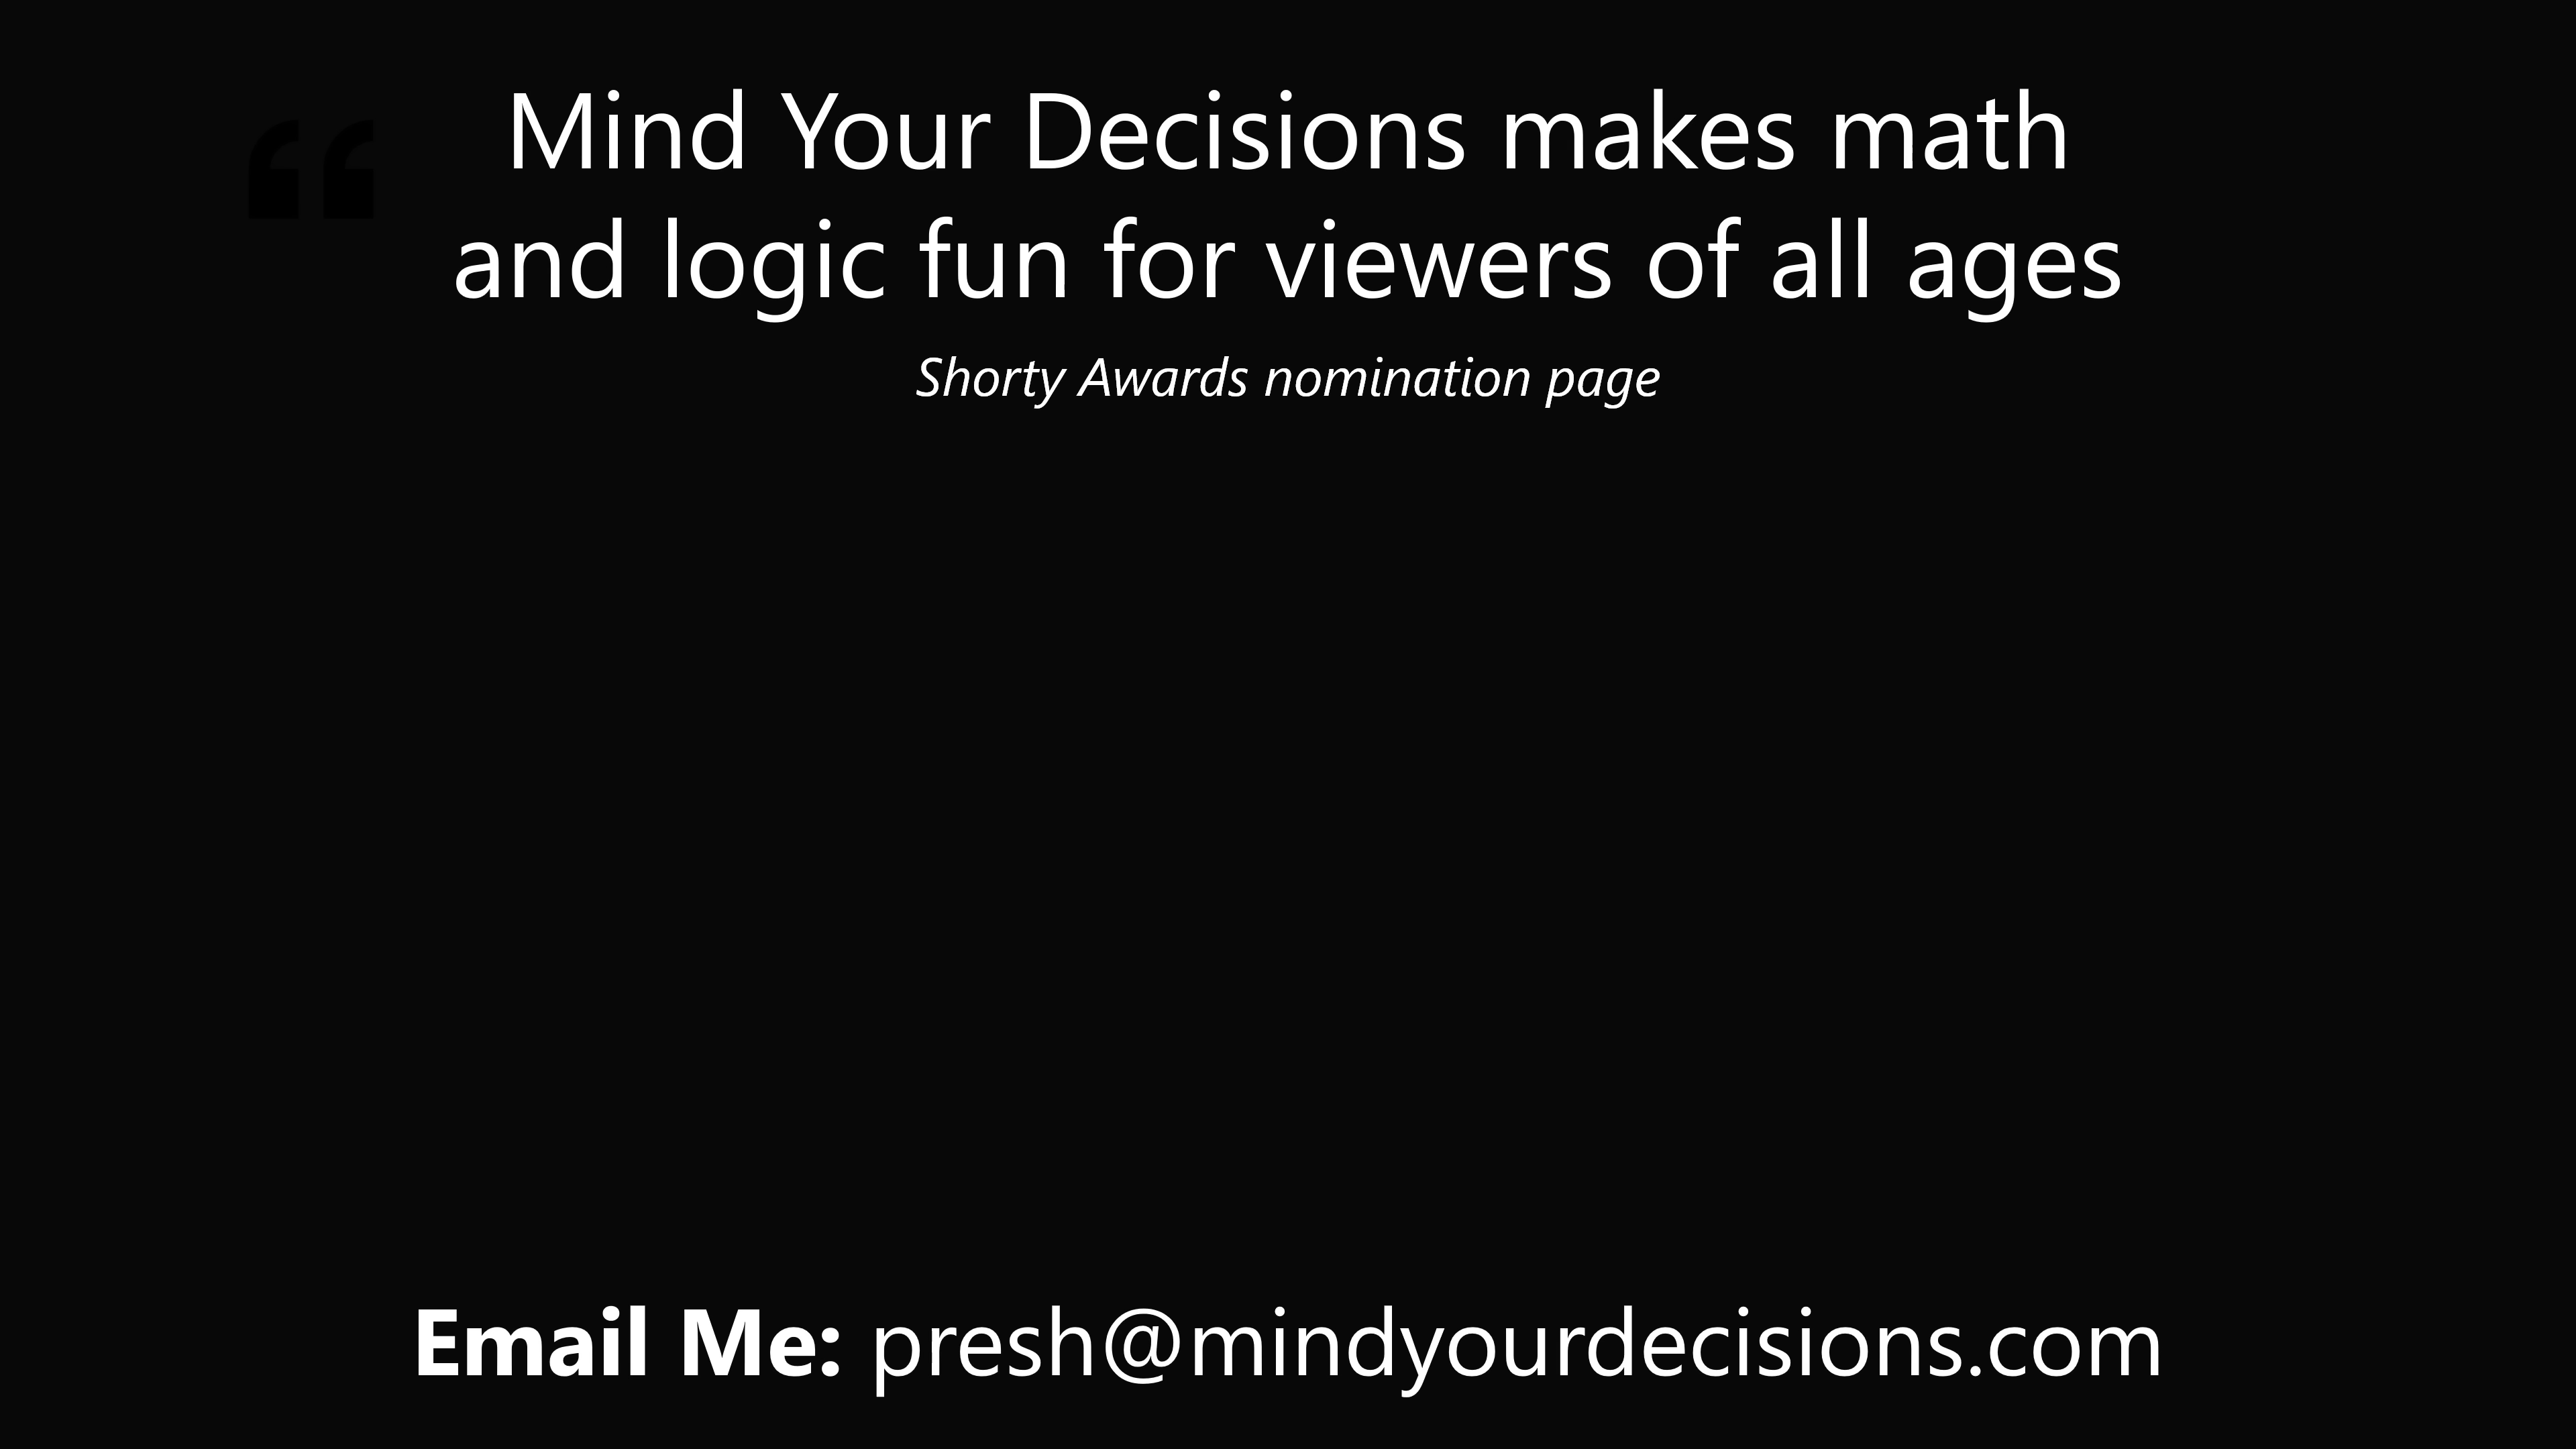 “
Mind Your Decisions makes math
and logic fun for viewers of all ages
Shorty Awards nomination page
Email Me: presh@mindyourdecisions.com